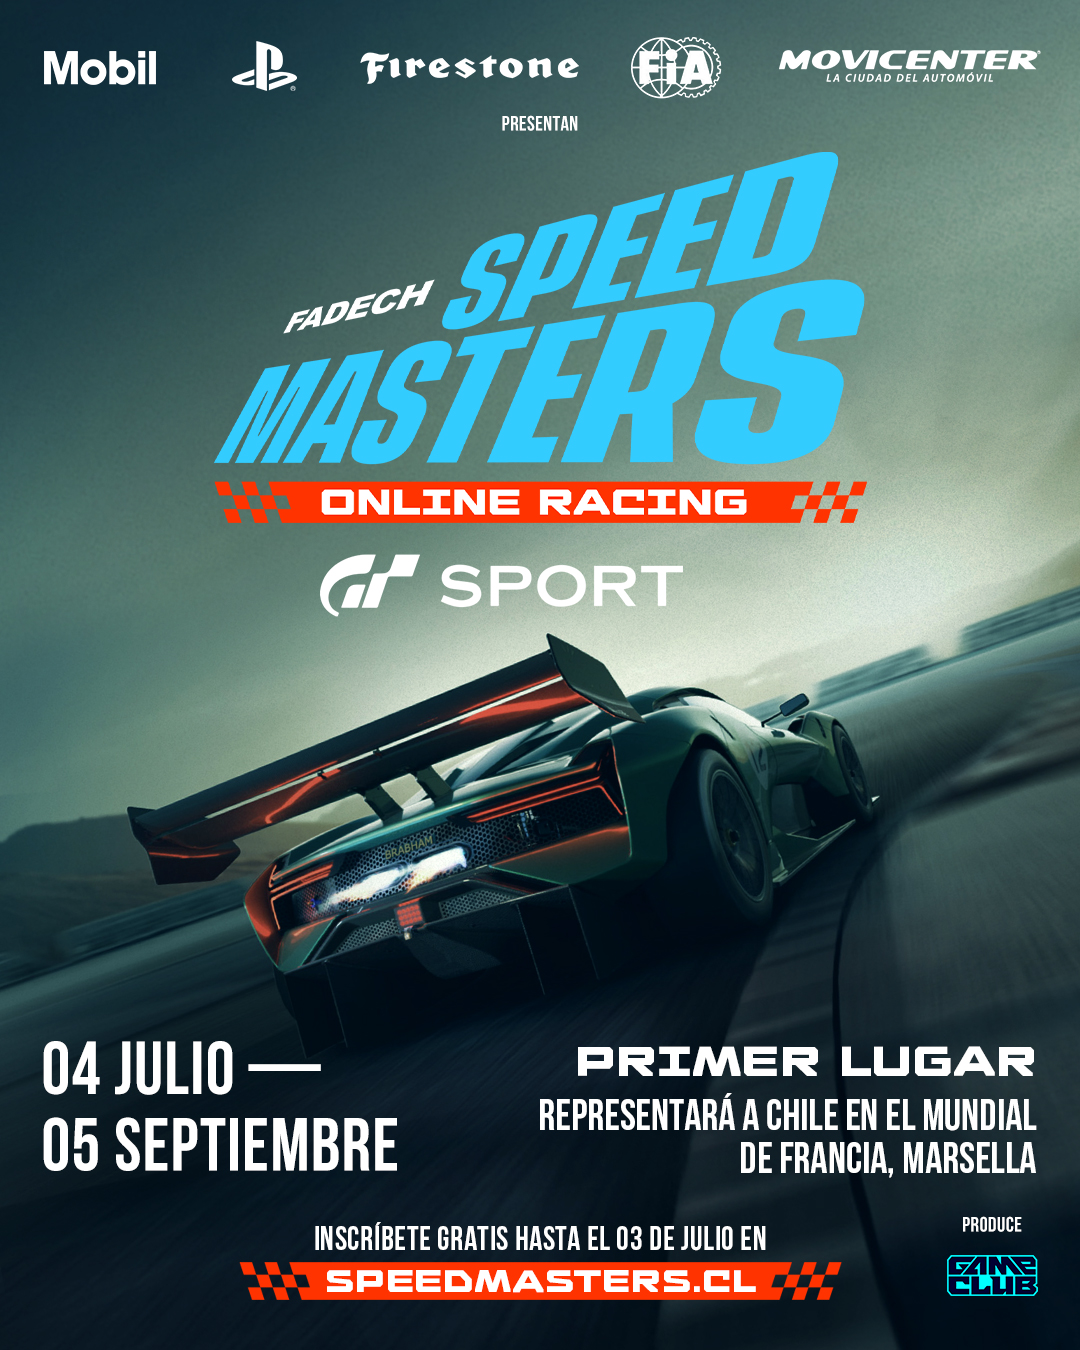 Mobil
Firestone
FiA
MOVICENTER
LA CIUDAD DEL AUTOMÓVIL
PRESENTAN
FADECH SPEED
MASTERS
ONLINE RACING
GT SPORT
BRABHAM
04 JULIO —
05 SEPTIEMBRE
PRIMER LUGAR
REPRESENTARÁ A CHILE EN EL MUNDIAL
DE FRANCIA, MARSELLA
INSCRÍBETE GRATIS HASTA EL 03 DE JULIO EN
SPEEDMASTERS.CL
PRODUCE
GAME
CLUB